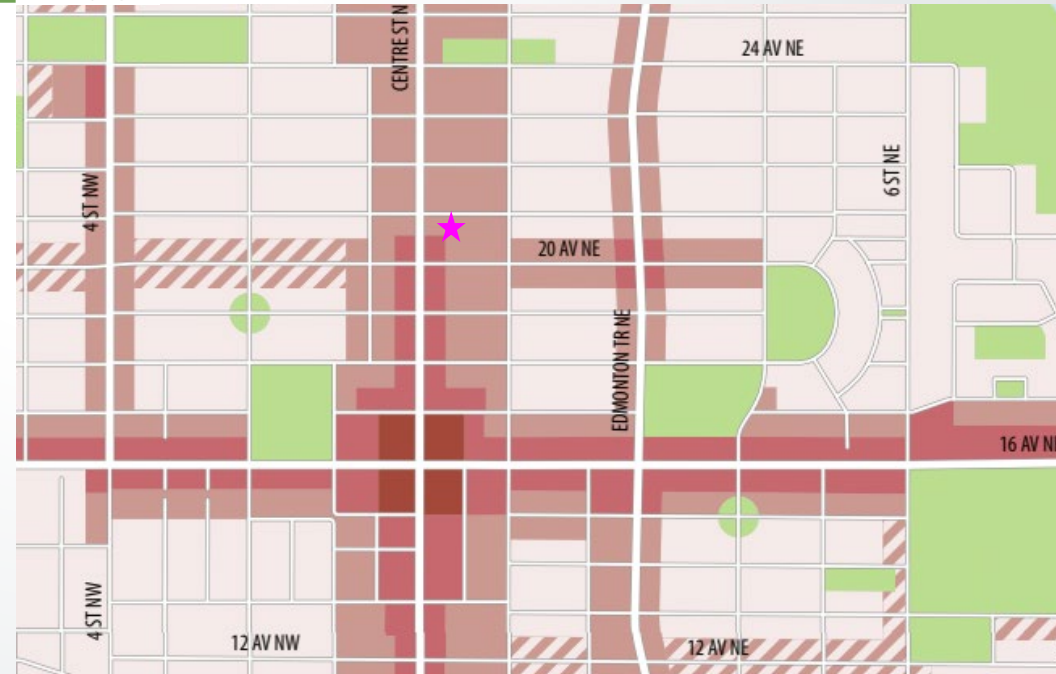 CENTRE ST N
24 AV NE
6 ST NE
4 ST NW
20 AV NE
EDMONTON TR NE
16 AV NE
4 ST NW
12 AV NW
12 AV NE